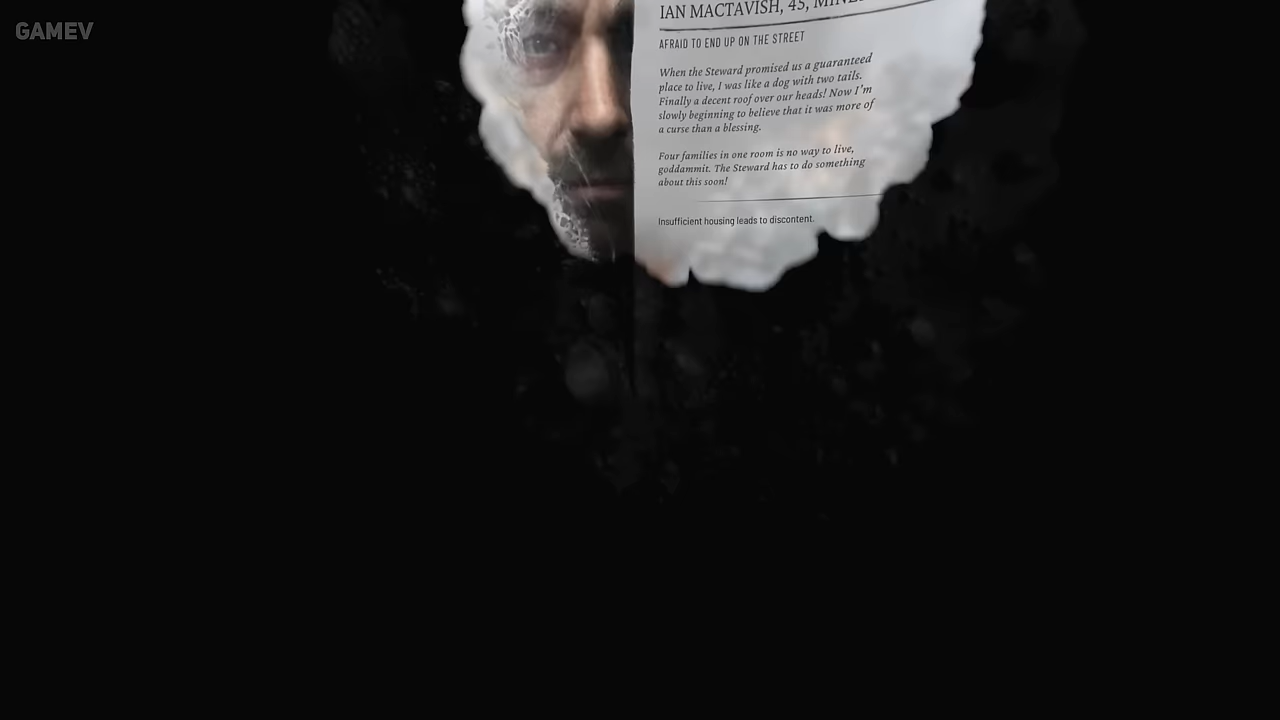 GAMEV
IAN MACTAVISH, 45,
AFRAID TO END UP ON THE STREET
When the Steward promised us a guaranteed
place to live, I was like a dog with two tails.
Finally a decent roof over our heads! Now I'm
slowly beginning to believe that it was more of
a curse than a blessing.
Four families in one room is no way to live,
goddammit. The Steward has to do something
about this soon!
Insufficient housing leads to discontent.